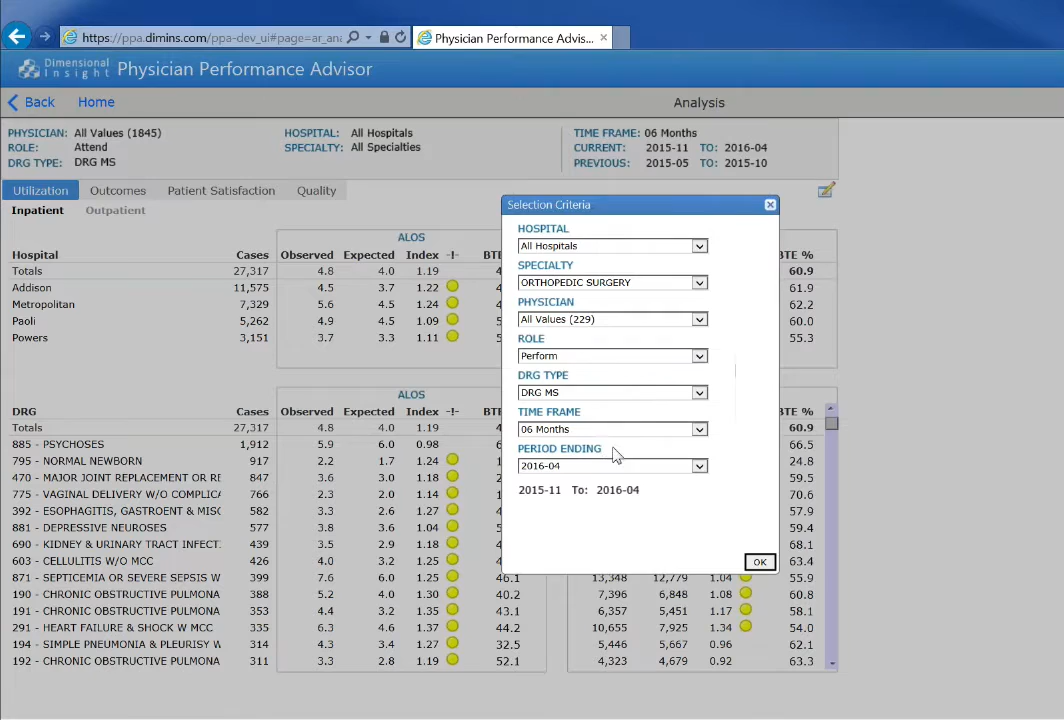 https://ppa.dimins.com/ppa-dev_ui#page=ar_ana
Physician Performance Advis...
Dimensional Insight Physician Performance Advisor
Back Home Analysis
PHYSICIAN: All Values (1845) HOSPITAL: All Hospitals TIME FRAME: 06 Months
ROLE: Attend SPECIALTY: All Specialties CURRENT: 2015-11 TO: 2016-04
DRG TYPE: DRG MS PREVIOUS: 2015-05 TO: 2015-10
Utilization Outcomes Patient Satisfaction Quality
Inpatient Outpatient
ALOS
Hospital Cases Observed Expected Index -!- BTE %
Totals 27,317 4.8 4.0 1.19 60.9
Addison 11,575 4.5 3.7 1.22 61.9
Metropolitan 7,329 5.6 4.5 1.24 62.2
Paoli 5,262 4.9 4.5 1.09 60.0
Powers 3,151 3.7 3.3 1.11 55.3
ALOS
DRG Cases Observed Expected Index -!-
Totals 27,317 4.8 4.0 1.19 60.9
885 - PSYCHOSES 1,912 5.9 6.0 0.98 66.5
795 - NORMAL NEWBORN 917 2.2 1.7 1.24 24.8
470 - MAJOR JOINT REPLACEMENT OR RE 847 3.6 3.0 1.18 59.5
775 - VAGINAL DELIVERY W/O COMPLICA 766 2.3 2.0 1.14 70.6
392 - ESOPHAGITIS, GASTROENT & MISC 582 3.3 2.6 1.27 57.9
881 - DEPRESSIVE NEUROSES 577 3.8 3.6 1.04 59.4
690 - KIDNEY & URINARY TRACT INFECT 439 3.5 2.9 1.18 68.1
603 - CELLULITIS W/O MCC 426 4.0 3.2 1.25 63.4
871 - SEPTICEMIA OR SEVERE SEPSIS W 399 7.6 6.0 1.25 46.1 13,348 12,779 1.04 55.9
190 - CHRONIC OBSTRUCTIVE PULMONA 388 5.2 4.0 1.30 40.2 7,396 6,848 1.08 60.8
191 - CHRONIC OBSTRUCTIVE PULMONA 353 4.4 3.2 1.35 43.1 6,357 5,451 1.17 58.1
291 - HEART FAILURE & SHOCK W MCC 335 6.3 4.6 1.37 44.2 10,655 7,925 1.34 54.0
194 - SIMPLE PNEUMONIA & PLEURISY W 314 4.3 3.4 1.27 32.5 5,446 5,667 0.96 62.1
192 - CHRONIC OBSTRUCTIVE PULMONA 311 3.3 2.8 1.19 52.1 4,323 4,679 0.92 63.3
Selection Criteria
HOSPITAL
All Hospitals
SPECIALTY
ORTHOPEDIC SURGERY
PHYSICIAN
All Values (229)
ROLE
Perform
DRG TYPE
DRG MS
TIME FRAME
06 Months
PERIOD ENDING
2016-04
2015-11 To: 2016-04
OK